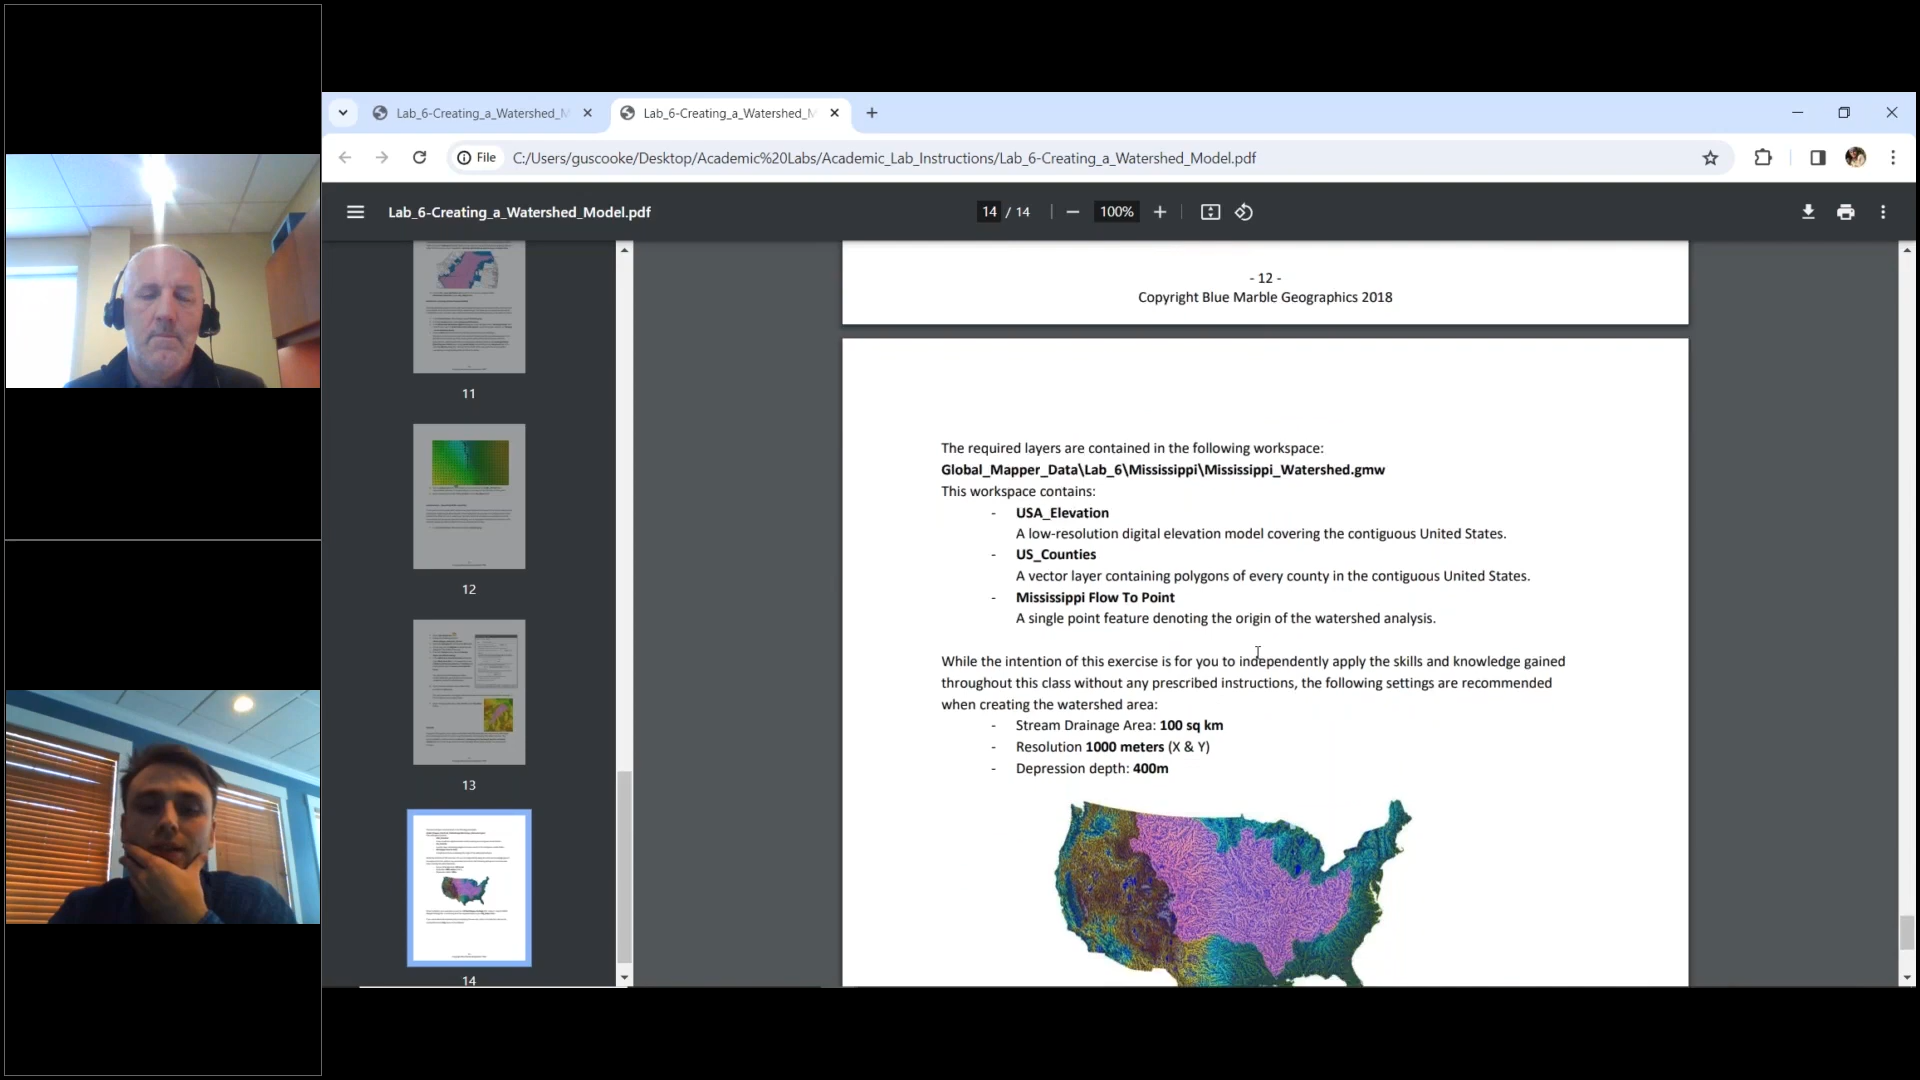 Lab_6-Creating_a_Watershed_M
Lab_6-Creating_a_Watershed_M
File
C:/Users/guscooke/Desktop/Academic%20Labs/Academic_Lab_Instructions/Lab_6-Creating_a_Watershed_Model.pdf
Lab_6-Creating_a_Watershed_Model.pdf
14 / 14
100%
11
12
13
14
- 12 -
Copyright Blue Marble Geographics 2018
The required layers are contained in the following workspace:
Global_Mapper_Data\Lab_6\Mississippi\Mississippi_Watershed.gmw
This workspace contains:
- USA_Elevation
A low-resolution digital elevation model covering the contiguous United States.
- US_Counties
A vector layer containing polygons of every county in the contiguous United States.
- Mississippi Flow To Point
A single point feature denoting the origin of the watershed analysis.
While the intention of this exercise is for you to independently apply the skills and knowledge gained
throughout this class without any prescribed instructions, the following settings are recommended
when creating the watershed area:
- Stream Drainage Area: 100 sq km
- Resolution 1000 meters (X & Y)
- Depression depth: 400m